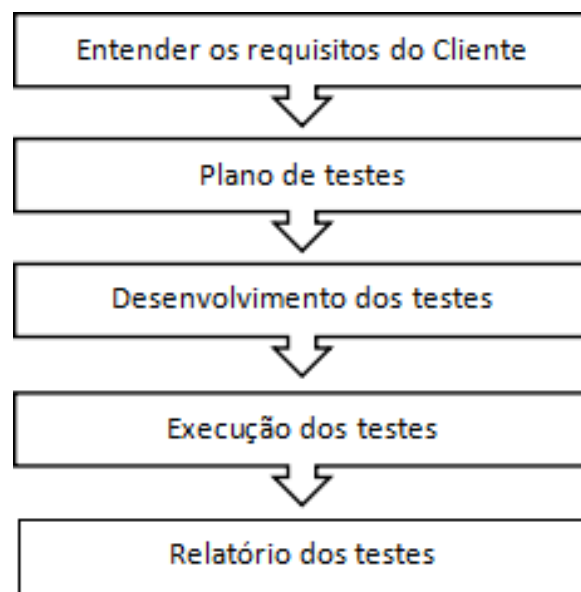 Entender os requisitos do Cliente
Plano de testes
Desenvolvimento dos testes
Execução dos testes
Relatório dos testes